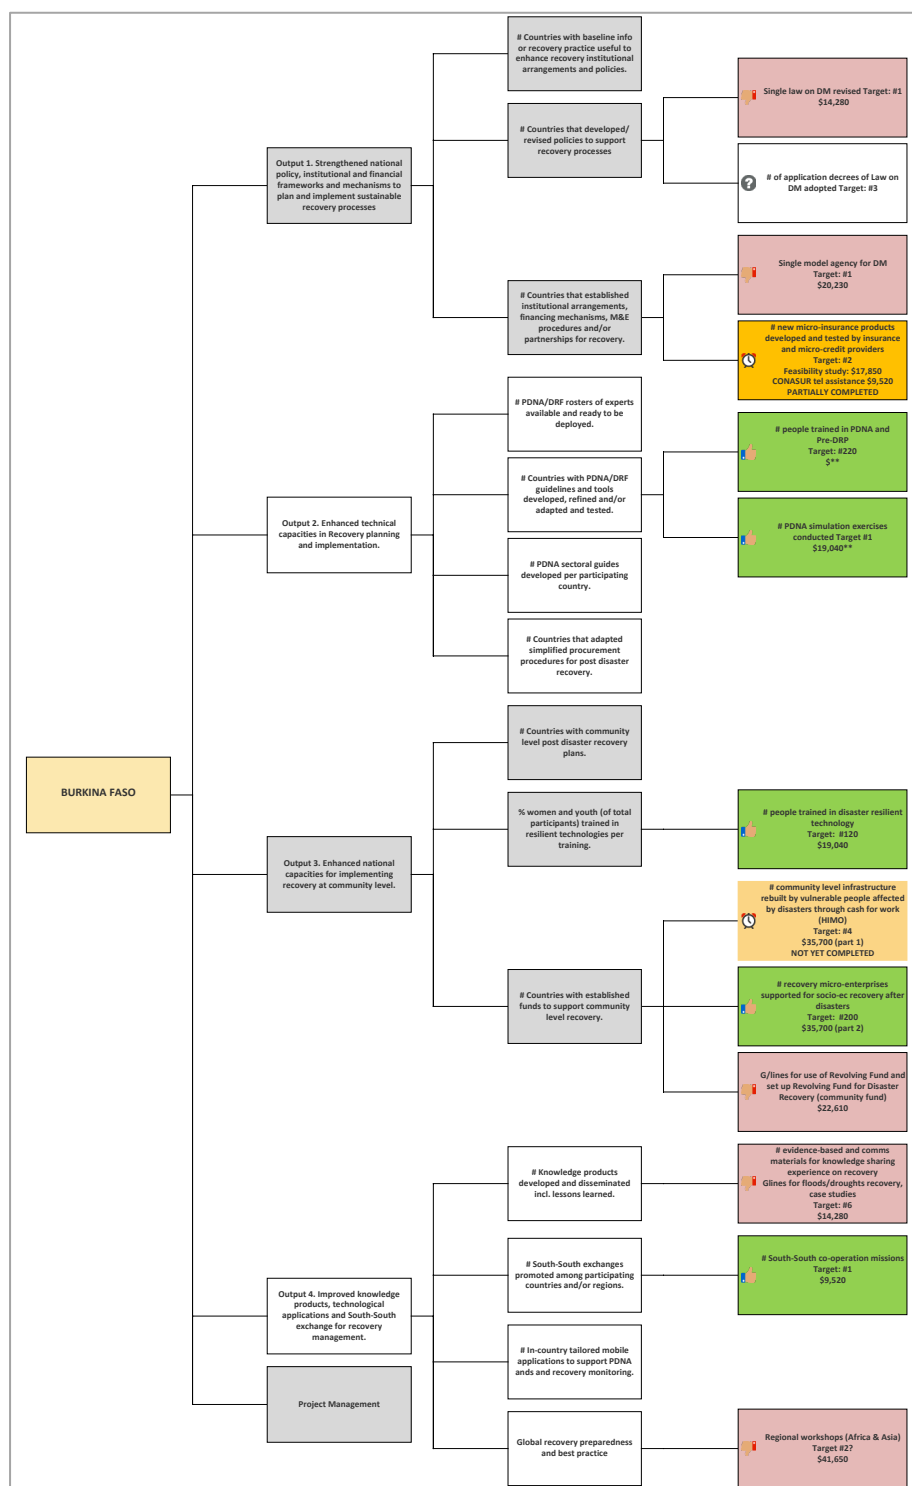 # Countries with baseline info
or recovery practice useful to
enhance recovery institutional
arrangements and policies.
Single law on DM revised Target: #1
$14,280
# Countries that developed/
revised policies to support
recovery processes
Output 1. Strengthened national
policy, institutional and financial
frameworks and mechanisms to
plan and implement sustainable
recovery processes
?
# of application decrees of Law on
DM adopted Target: #3
Single model agency for DM
Target: #1
$20,230
# Countries that established
institutional arrangements,
financing mechanisms, M&E
procedures and/or
partnerships for recovery.
# new micro-insurance products
developed and tested by insurance
and micro-credit providers
Target: #2
Feasibility study: $17,850
CONASUR tel assistance $9,520
PARTIALLY COMPLETED
# PDNA/DRF rosters of experts
available and ready to be
deployed.
# people trained in PDNA and
Pre-DRP
Target: #220
$**
# Countries with PDNA/DRF
guidelines and tools
developed, refined and/or
adapted and tested.
Output 2. Enhanced technical
capacities in Recovery planning
and implementation.
# PDNA simulation exercises
conducted Target #1
$19,040**
# PDNA sectoral guides
developed per participating
country.
# Countries that adapted
simplified procurement
procedures for post disaster
recovery.
# Countries with community
level post disaster recovery
plans.
BURKINA FASO
% women and youth (of total
participants) trained in
resilient technologies per
training.
# people trained in disaster resilient
technology
Target:  #120
$19,040
Output 3. Enhanced national
capacities for implementing
recovery at community level.
# community level infrastructure
rebuilt by vulnerable people affected
by disasters through cash for work
(HIMO)
Target: #4
$35,700 (part 1)
NOT YET COMPLETED
# Countries with established
funds to support community
level recovery.
# recovery micro-enterprises
supported for socio-ec recovery after
disasters
Target:  #200
$35,700 (part 2)
G/lines for use of Revolving Fund and
set up Revolving Fund for Disaster
Recovery (community fund)
$22,610
# Knowledge products
developed and disseminated
incl. lessons learned.
# evidence-based and comms
materials for knowledge sharing
experience on recovery
Glines for floods/droughts recovery,
case studies
Target: #6
$14,280
# South-South exchanges
promoted among participating
countries and/or regions.
# South-South co-operation missions
Target: #1
$9,520
Output 4. Improved knowledge
products, technological
applications and South-South
exchange for recovery
management.
# In-country tailored mobile
applications to support PDNA
ands and recovery monitoring.
Project Management
Global recovery preparedness
and best practice
Regional workshops (Africa & Asia)
Target #2?
$41,650